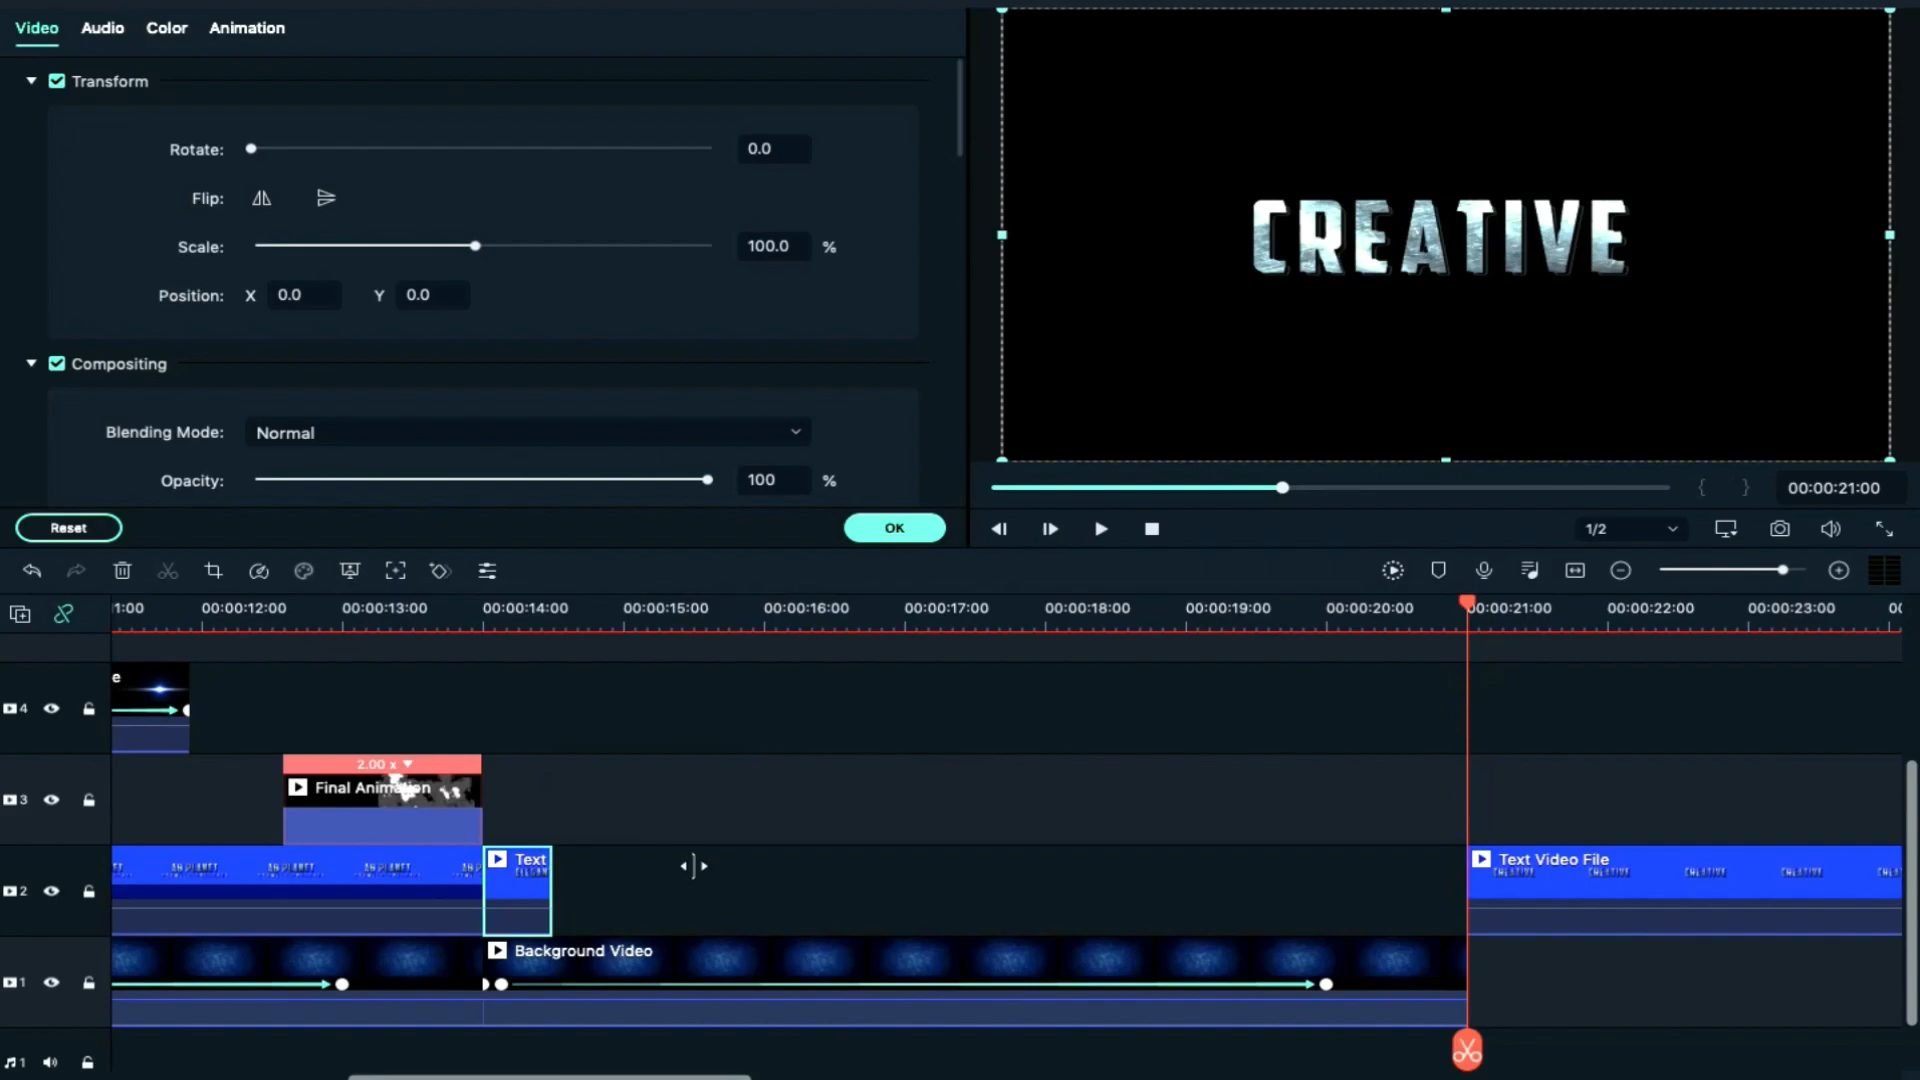 Video Audio Color Animation
Transform
Rotate: 0.0
Flip:
Scale: 100.0 %
Position: X 0.0 Y 0.0
Compositing
Blending Mode: Normal
Opacity: 100 %
Reset OK
CREATIVE
{ } 00:00:21:00
1/2
1:00 00:00:12:00 00:00:13:00 00:00:14:00 00:00:15:00 00:00:16:00 00:00:17:00 00:00:18:00 00:00:19:00 00:00:20:00 00:00:21:00 00:00:22:00 00:00:23:00
4 e
2.00 x
3 Final Animation
2 Text Text Video File
CREATIVE CREATIVE CREATIVE CREATIVE
1 Background Video
1